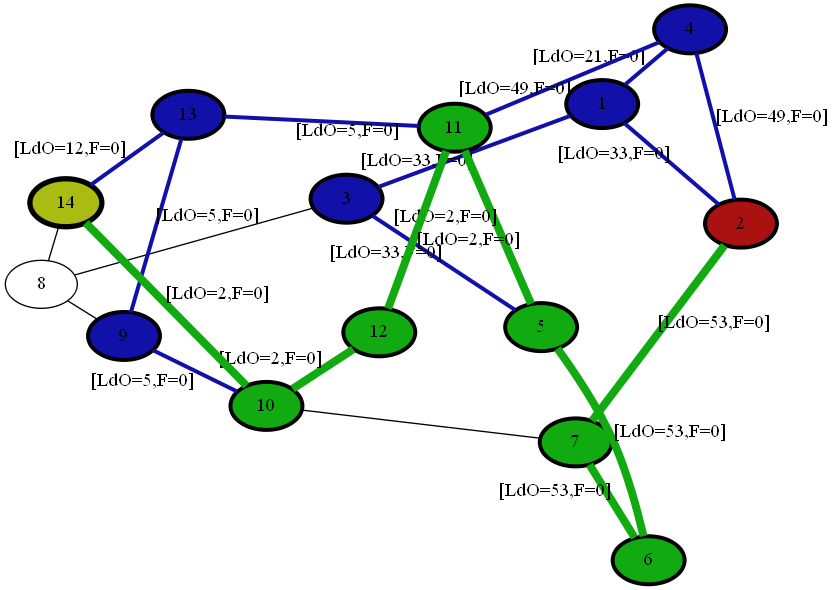 4
[LdO=21,F=0]
[LdO=49,F=0]
1
13
[LdO=49,F=0]
11
[LdO=5,F=0]
[LdO=12,F=0]
[LdO=33,F=0]
[LdO=33,F=0]
3
14
[LdO=5,F=0]
[LdO=2,F=0]
2
[LdO=2,F=0]
[LdO=33,F=0]
8
[LdO=2,F=0]
[LdO=53,F=0]
5
12
9
[LdO=2,F=0]
[LdO=5,F=0]
10
[LdO=53,F=0]
7
[LdO=53,F=0]
6